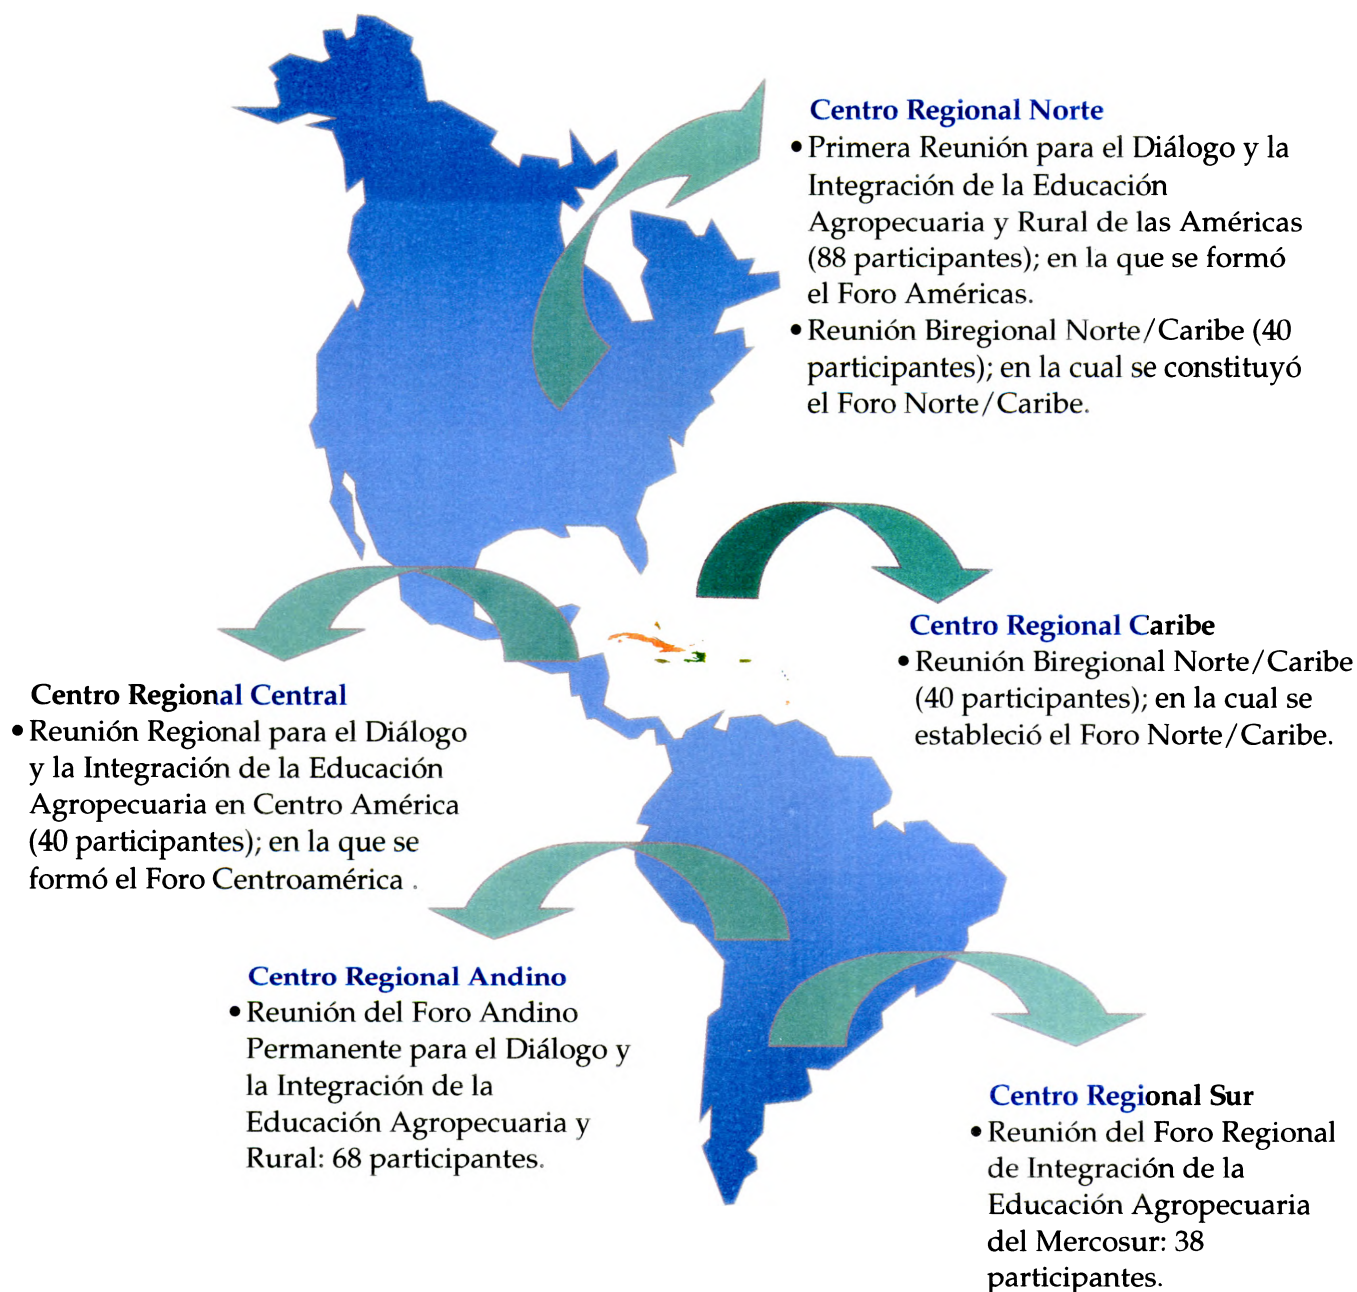 Centro Regional Norte
• Primera Reunión para el Diálogo y la
Integración de la Educación
Agropecuaria y Rural de las Américas
(88 participantes); en la que se formó
el Foro Américas.
• Reunión Biregional Norte/Caribe (40
participantes); en la cual se constituyó
el Foro Norte/Caribe.
Centro Regional Caribe
• Reunión Biregional Norte/Caribe
(40 participantes); en la cual se
estableció el Foro Norte/Caribe.
Centro Regional Central
• Reunión Regional para el Diálogo
y la Integración de la Educación
Agropecuaria en Centro América
(40 participantes); en la que se
formó el Foro Centroamérica .
Centro Regional Andino
• Reunión del Foro Andino
Permanente para el Diálogo y
la Integración de la
Educación Agropecuaria y
Rural: 68 participantes.
Centro Regional Sur
• Reunión del Foro Regional
de Integración de la
Educación Agropecuaria
del Mercosur: 38
participantes.